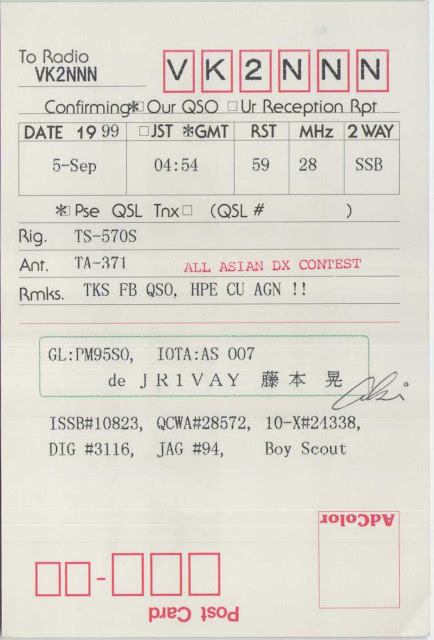 To Radio
VK2NNN
VK2NNN
Confirming *□ Our QSO □ Ur Reception Rpt
DATE 19 99 □JST *GMT RST MHz 2 WAY
5-Sep 04:54 59 28 SSB
*□ Pse QSL Tnx□ (QSL # )
Rig. TS-570S
Ant. TA-371 ALL ASIAN DX CONTEST
Rmks. TKS FB QSO, HPE CU AGN !!
GL:PM95SO, IOTA:AS 007
de JR1VAY 藤本 晃
Aki
ISSB#10823, QCWA#28572, 10-X#24338,
DIG #3116, JAG #94, Boy Scout
AdColor
Post Card